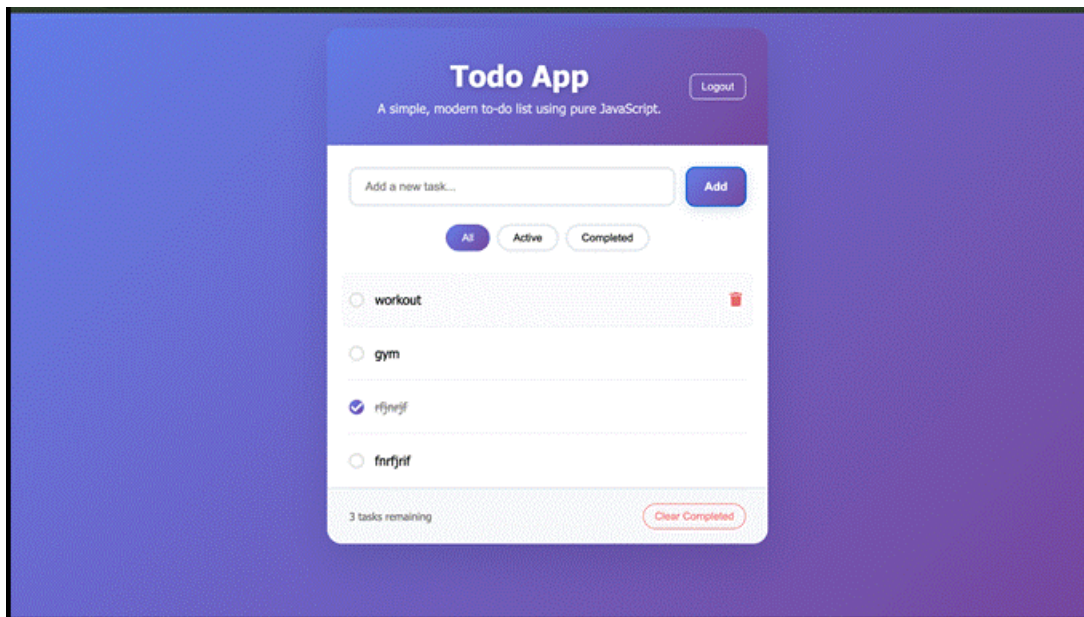 Todo App
Logout
A simple, modern to-do list using pure JavaScript.
Add a new task...
Add
All
Active
Completed
workout
gym
rfjnrjf
fnrfjrif
3 tasks remaining
Clear Completed